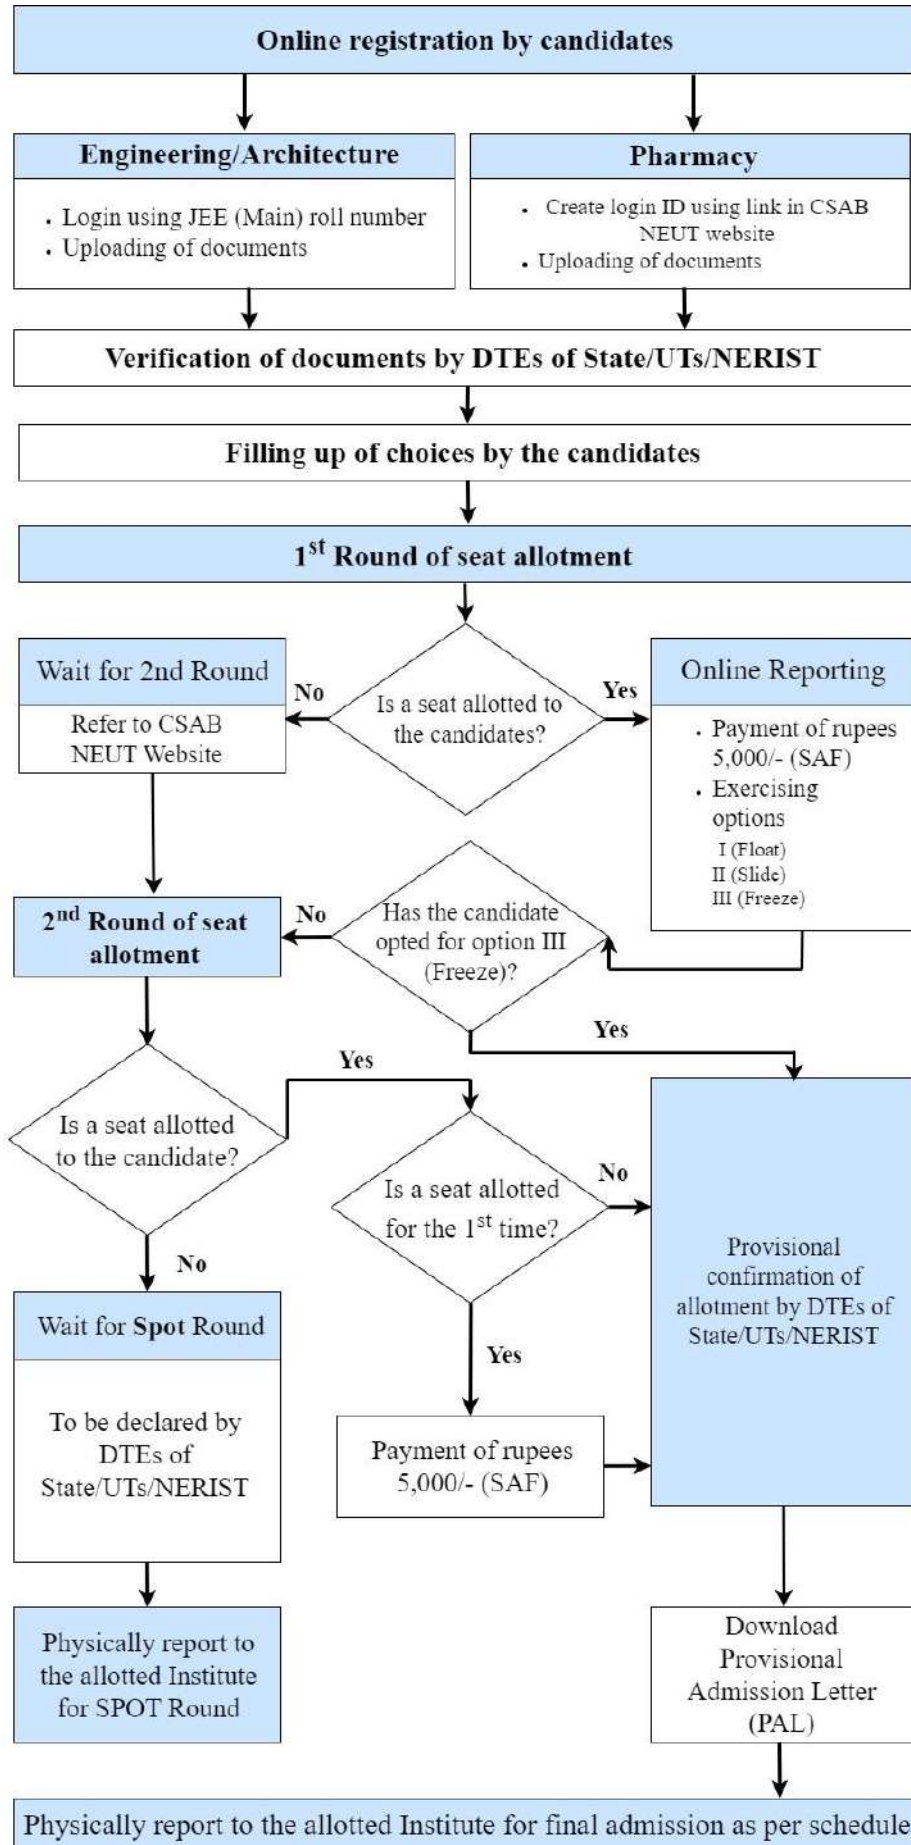 Online registration by candidates
Engineering/Architecture
• Login using JEE (Main) roll number
• Uploading of documents
Pharmacy
• Create login ID using link in CSAB
NEUT website
• Uploading of documents
Verification of documents by DTEs of State/UTs/NERIST
Filling up of choices by the candidates
1st Round of seat allotment
Is a seat allotted to
the candidates?
No
Yes
Wait for 2nd Round
Refer to CSAB
NEUT Website
Online Reporting
• Payment of rupees
5,000/- (SAF)
• Exercising
options
I (Float)
II (Slide)
III (Freeze)
Has the candidate
opted for option III
(Freeze)?
No
Yes
2nd Round of seat
allotment
Is a seat allotted
to the candidate?
Yes
No
Is a seat allotted
for the 1st time?
No
Yes
Provisional
confirmation of
allotment by DTEs of
State/UTs/NERIST
Wait for Spot Round
To be declared by
DTEs of
State/UTs/NERIST
Payment of rupees
5,000/- (SAF)
Physically report to
the allotted Institute
for SPOT Round
Download
Provisional
Admission Letter
(PAL)
Physically report to the allotted Institute for final admission as per schedule